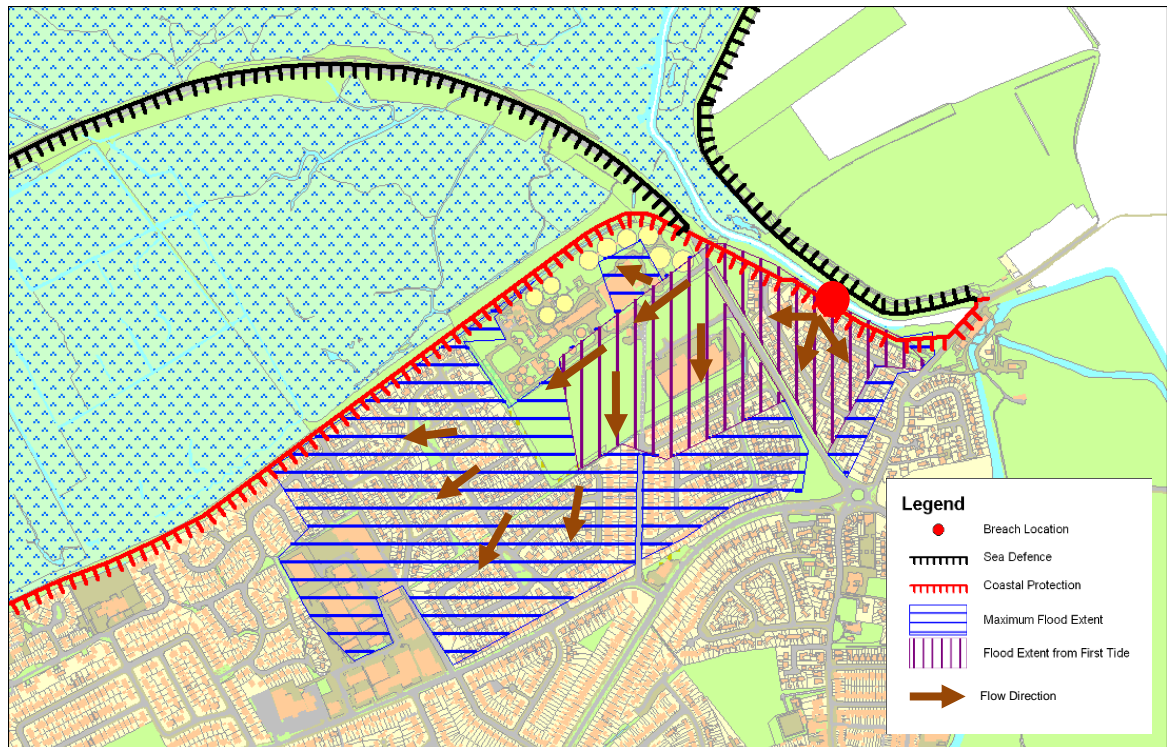 Legend
Breach Location
Sea Defence
Coastal Protection
Maximum Flood Extent
Flood Extent from First Tide
Flow Direction